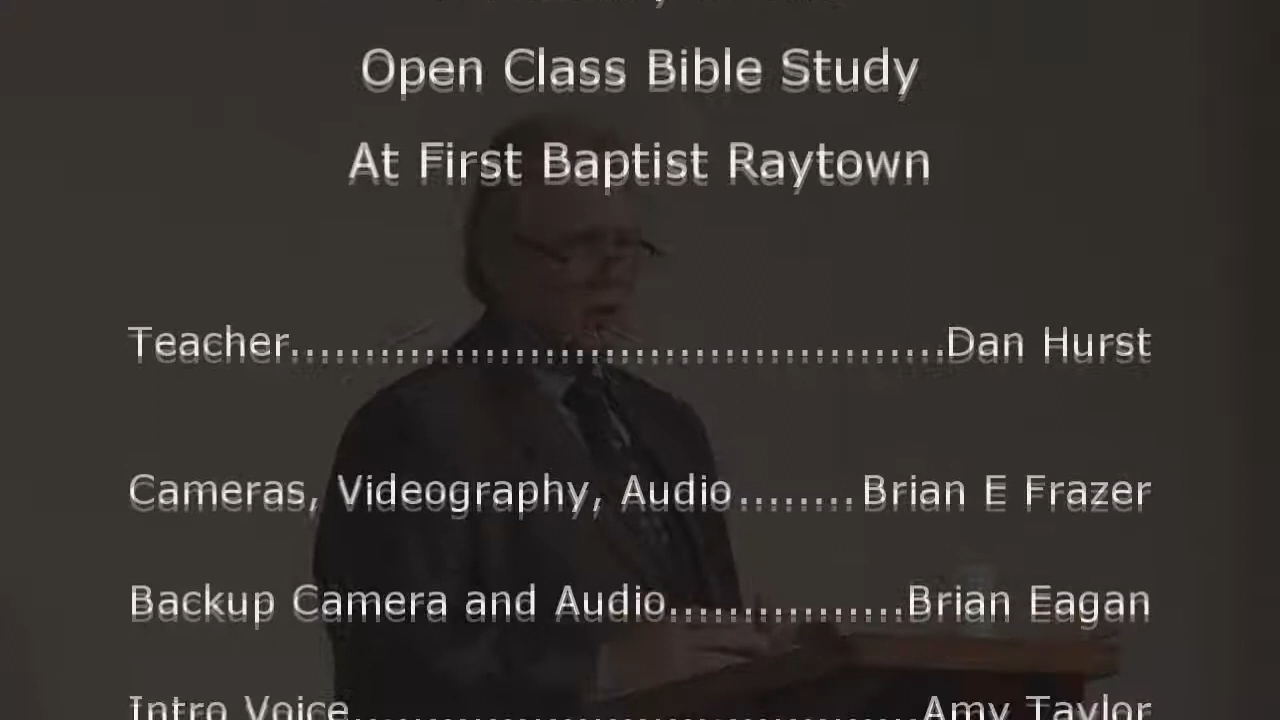 Open Class Bible Study
At First Baptist Raytown
Teacher............................................Dan Hurst
Cameras, Videography, Audio........Brian E Frazer
Backup Camera and Audio................Brian Eagan
Intro Voice......................................Amy Taylor